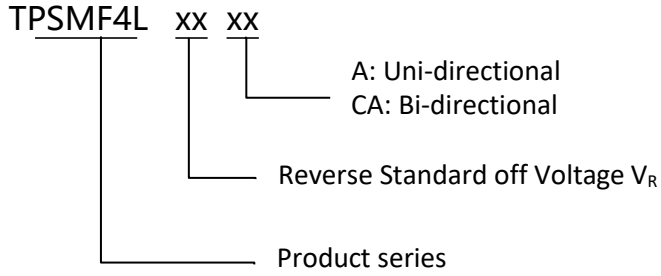 TPSMF4L xx xx
A: Uni-directional
CA: Bi-directional
Reverse Standard off Voltage VR
Product series